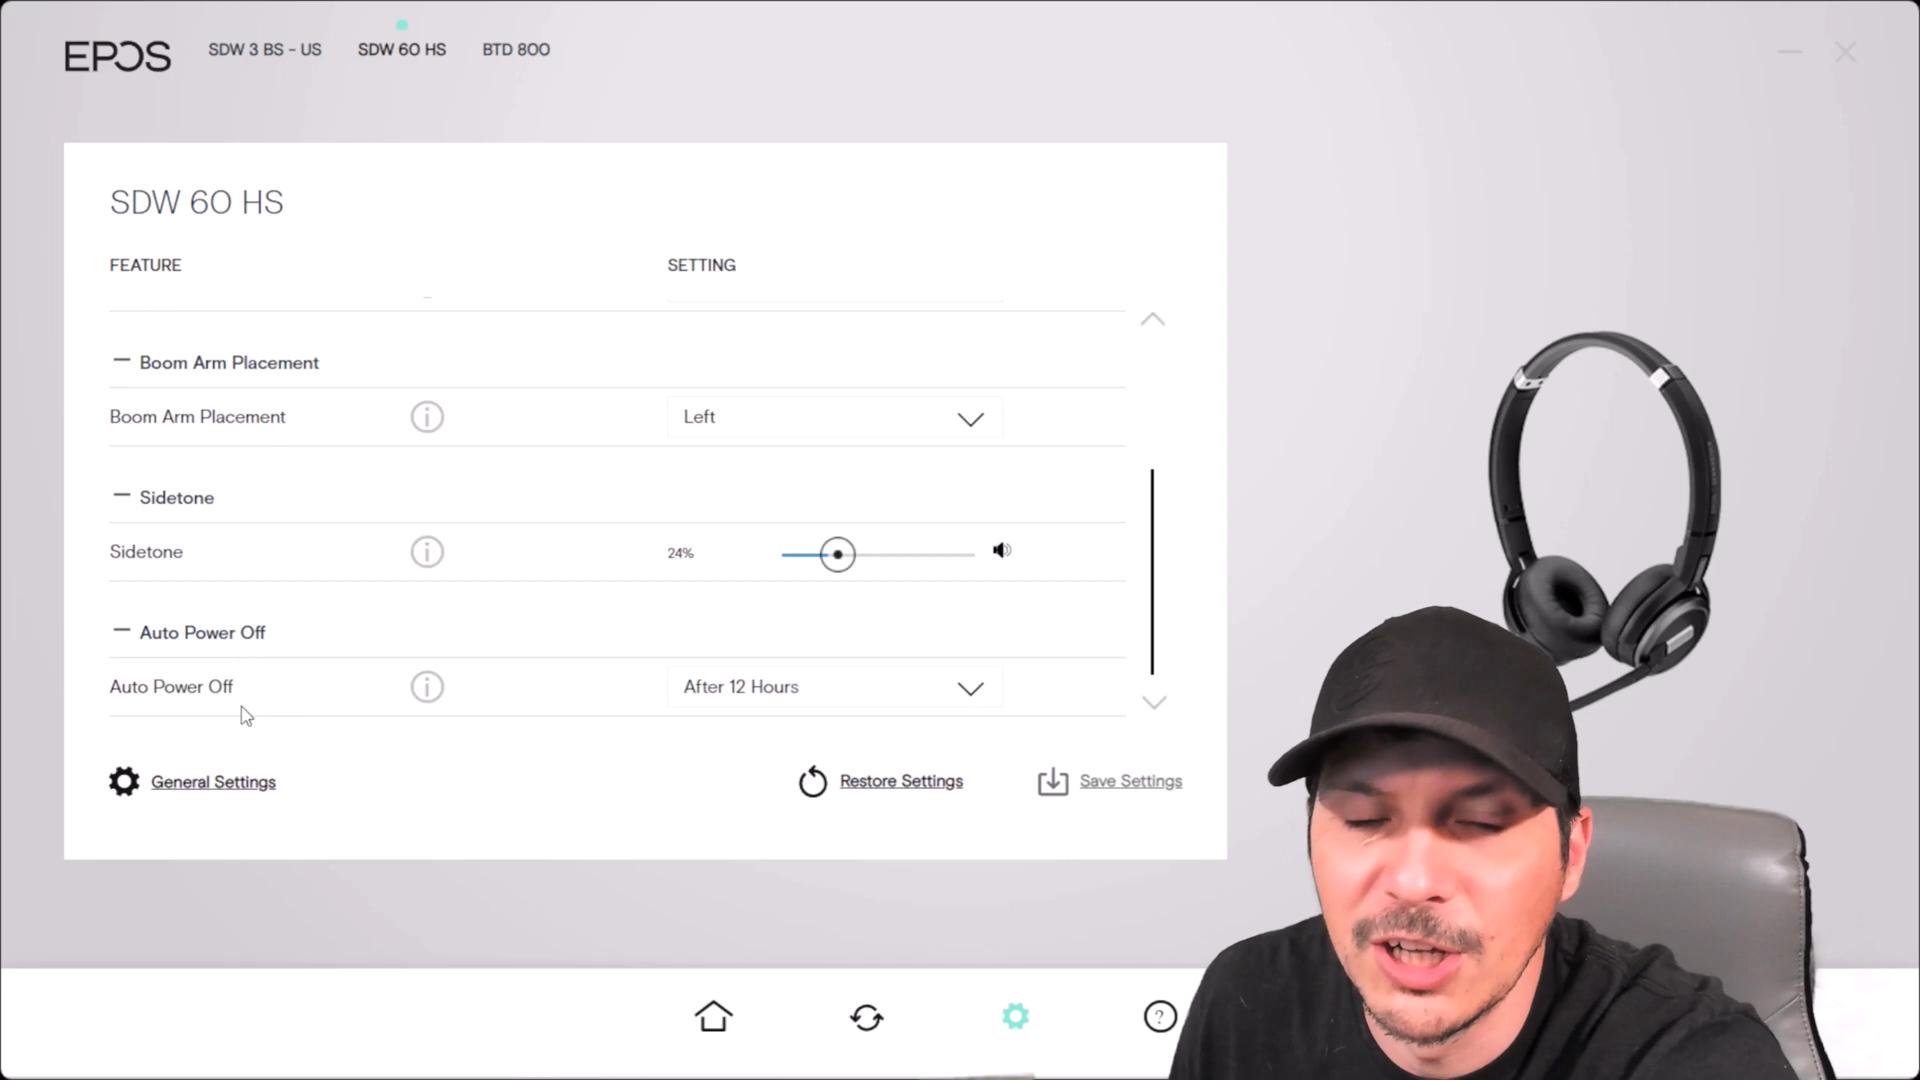 EPOS
SDW 3 BS - US
SDW 60 HS
BTD 800
SDW 60 HS
FEATURE
SETTING
Boom Arm Placement
Boom Arm Placement
Left
Sidetone
Sidetone
24%
Auto Power Off
Auto Power Off
After 12 Hours
General Settings
Restore Settings
Save Settings